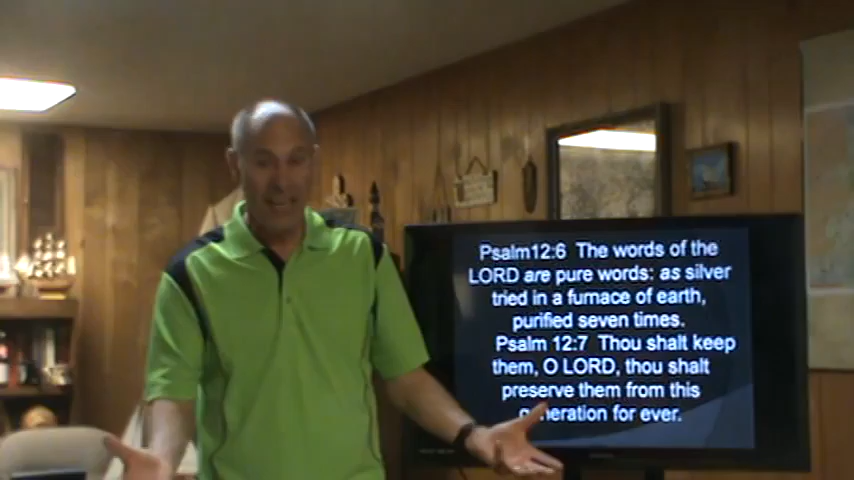 Psalm12:6 The words of the
LORD are pure words: as silver
tried in a furnace of earth,
purified seven times.
Psalm 12:7 Thou shalt keep
them, O LORD, thou shalt
preserve them from this
generation for ever.